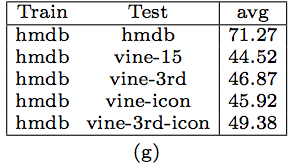 Train Test avg
hmdb hmdb 71.27
hmdb vine-15 44.52
hmdb vine-3rd 46.87
hmdb vine-icon 45.92
hmdb vine-3rd-icon 49.38
(g)